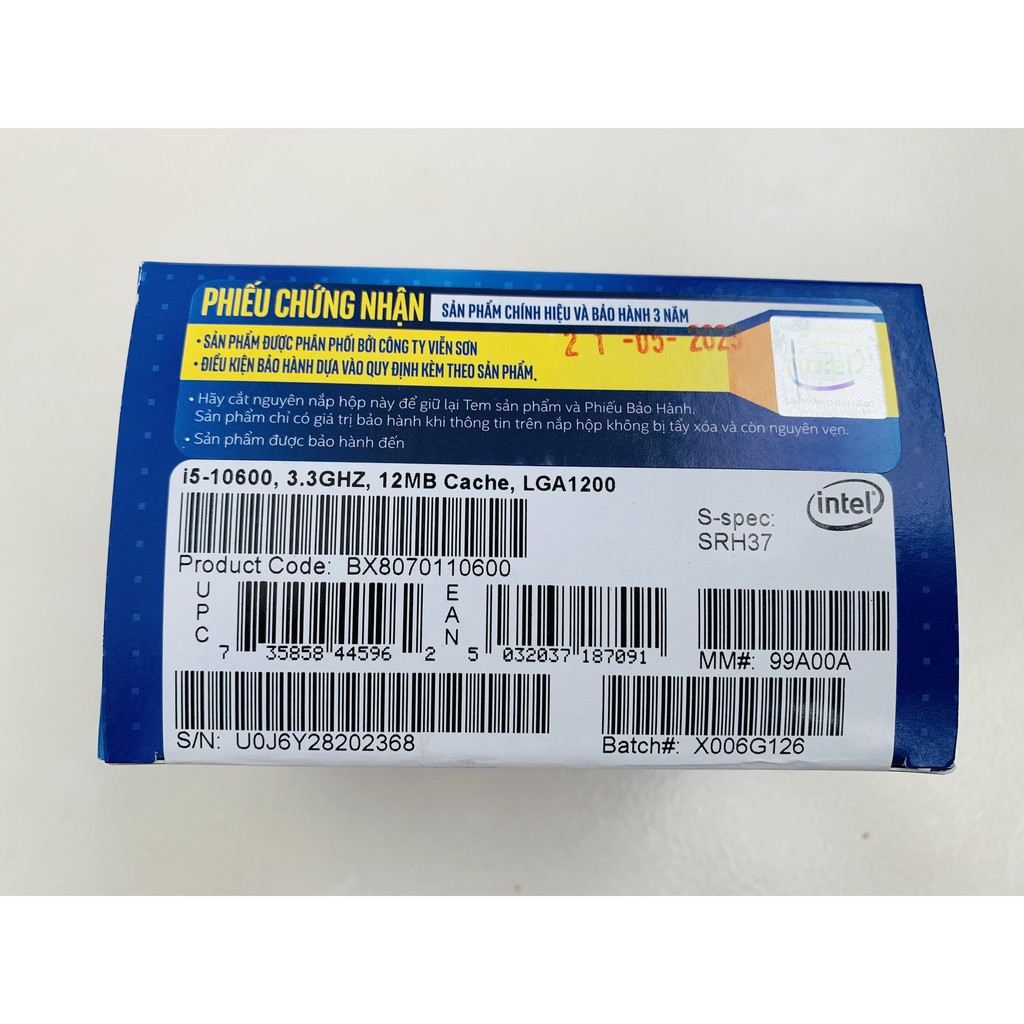 PHIẾU CHỨNG NHẬN SẢN PHẨM CHÍNH HIỆU VÀ BẢO HÀNH 3 NĂM
• SẢN PHẨM ĐƯỢC PHÂN PHỐI BỞI CÔNG TY VIỄN SƠN
21 -05- 2023
• ĐIỀU KIỆN BẢO HÀNH DỰA VÀO QUY ĐỊNH KÈM THEO SẢN PHẨM.
intel
• Hãy cắt nguyên nắp hộp này để giữ lại Tem sản phẩm và Phiếu Bảo Hành.
Sản phẩm chỉ có giá trị bảo hành khi thông tin trên nắp hộp không bị tẩy xóa và còn nguyên vẹn.
• Sản phẩm được bảo hành đến
i5-10600, 3.3GHZ, 12MB Cache, LGA1200
intel
S-spec:
SRH37
Product Code: BX8070110600
UPC
7 35858 44596 2
EAN
5 032037 187091
MM#: 99A00A
S/N: U0J6Y28202368
Batch#: X006G126